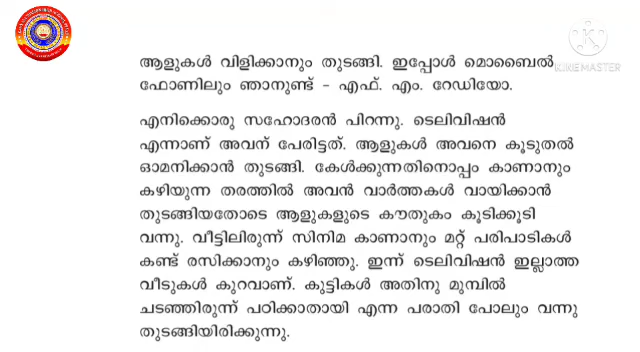 ആളുകൾ വിളിക്കാനും തുടങ്ങി. ഇപ്പോൾ മൊബൈൽ
ഫോണിലും ഞാനുണ്ട് – എഫ്. എം. റേഡിയോ.
എനിക്കൊരു സഹോദരൻ പിറന്നു. ടെലിവിഷൻ
എന്നാണ് അവന് പേരിട്ടത്. ആളുകൾ അവനെ കൂടുതൽ
ഓമനിക്കാൻ തുടങ്ങി. കേൾക്കുന്നതിനൊപ്പം കാണാനും
കഴിയുന്ന തരത്തിൽ അവൻ വാർത്തകൾ വായിക്കാൻ
തുടങ്ങിയതോടെ ആളുകളുടെ കൗതുകം കൂടിക്കൂടി
വന്നു. വീട്ടിലിരുന്ന് സിനിമ കാണാനും മറ്റ് പരിപാടികൾ
കണ്ട് രസിക്കാനും കഴിഞ്ഞു. ഇന്ന് ടെലിവിഷൻ ഇല്ലാത്ത
വീടുകൾ കുറവാണ്. കുട്ടികൾ അതിനു മുമ്പിൽ
ചടഞ്ഞിരുന്ന് പഠിക്കാതായി എന്ന പരാതി പോലും വന്നു
തുടങ്ങിയിരിക്കുന്നു.
KINEMASTER